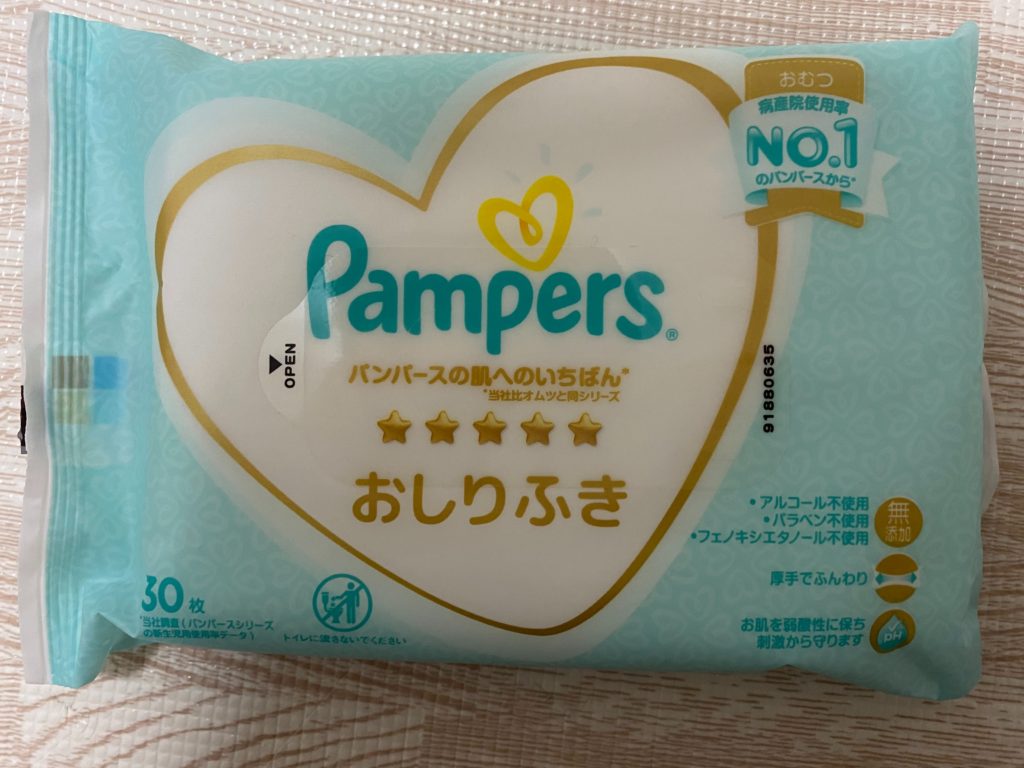 おむつ
病産院使用率
NO.1
のパンパースから*
Pampers®
OPEN
パンパースの肌へのいちばん*
*当社比オムツと同シリーズ
おしりふき
91880635
・アルコール不使用
・パラベン不使用
・フェノキシエタノール不使用
無
添加
厚手でふんわり
お肌を弱酸性に保ち
刺激から守ります
pH
30枚
*当社調査(パンパースシリーズ
の新生児用使用率データ)
トイレに流さないでください